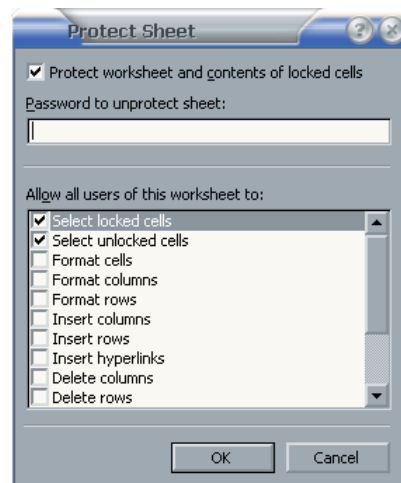 Protect Sheet
Protect worksheet and contents of locked cells
Password to unprotect sheet:
Allow all users of this worksheet to:
Select locked cells
Select unlocked cells
Format cells
Format columns
Format rows
Insert columns
Insert rows
Insert hyperlinks
Delete columns
Delete rows
OK Cancel